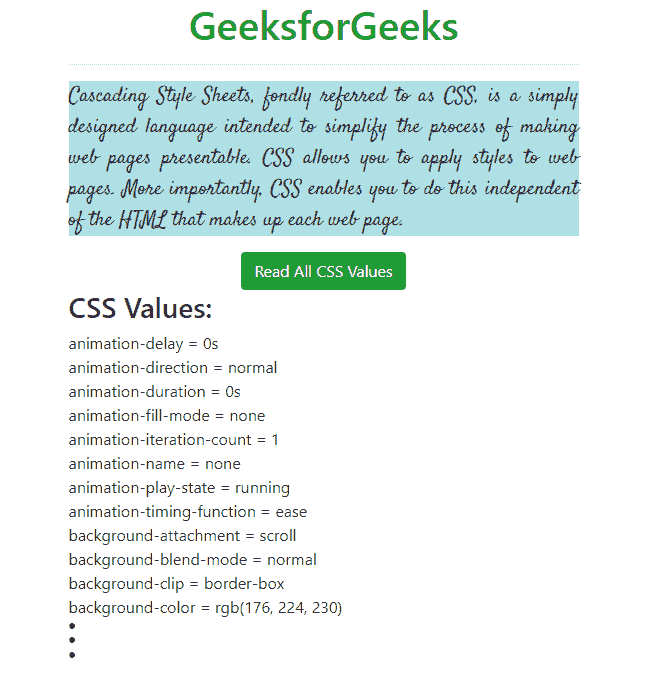 GeeksforGeeks
Cascading Style Sheets, fondly referred to as CSS, is a simply
designed language intended to simplify the process of making
web pages presentable. CSS allows you to apply styles to web
pages. More importantly, CSS enables you to do this independent
of the HTML that makes up each web page.
Read All CSS Values
CSS Values:
animation-delay = 0s
animation-direction = normal
animation-duration = 0s
animation-fill-mode = none
animation-iteration-count = 1
animation-name = none
animation-play-state = running
animation-timing-function = ease
background-attachment = scroll
background-blend-mode = normal
background-clip = border-box
background-color = rgb(176, 224, 230)
•
•
•